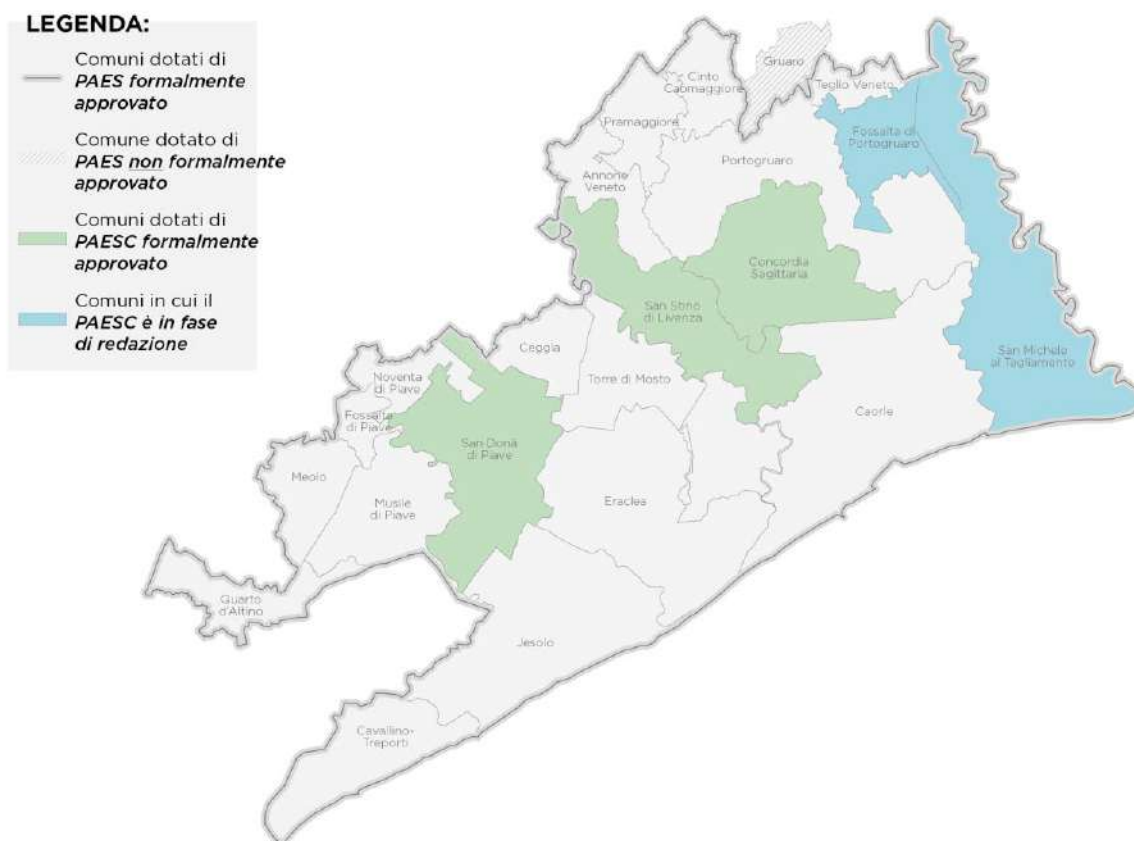 LEGENDA:
Comuni dotati di
PAES formalmente
approvato
Comune dotato di
PAES non formalmente
approvato
Comuni dotati di
PAESC formalmente
approvato
Comuni in cui il
PAESC è in fase
di redazione
Gruaro
Cinto
Caomaggiore
Teglio Veneto
Pramaggiore
Fossalta di
Portogruaro
Portogruaro
Annone
Veneto
Concordia
Sagittaria
San Stino
di Livenza
Ceggia
San Michele
al Tagliamento
Torre di Mosto
Noventa
di Piave
Caorle
Fossalta
di Piave
San Donà
di Piave
Meolo
Eraclea
Musile
di Piave
Quarto
d'Altino
Jesolo
Cavallino-
Treporti